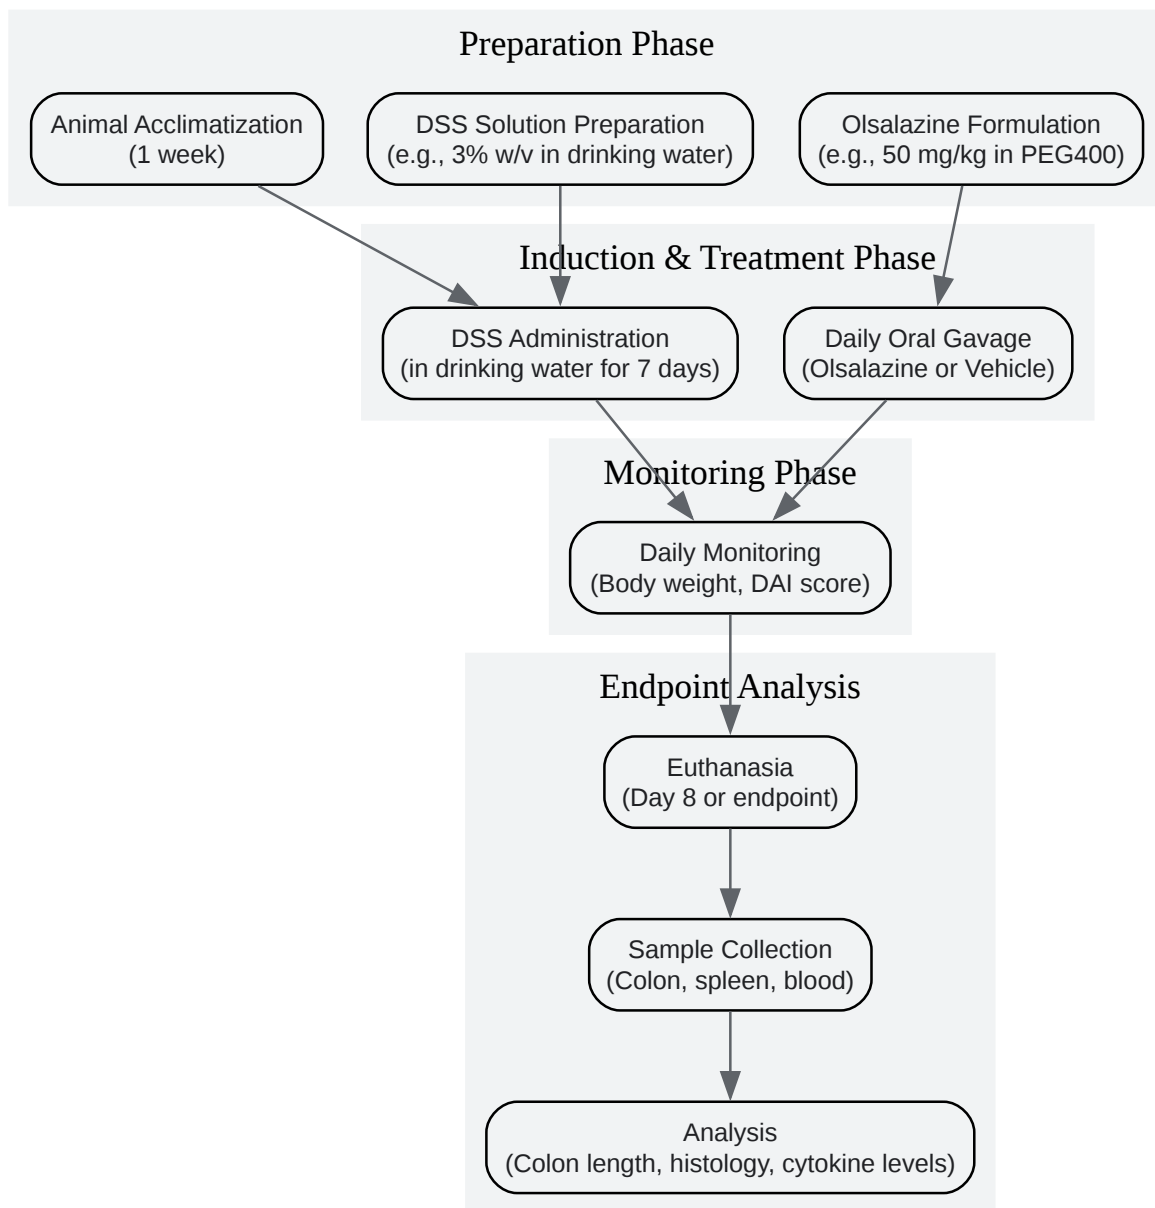 Preparation Phase
Animal Acclimatization
(1 week)
DSS Solution Preparation
(e.g., 3% w/v in drinking water)
Olsalazine Formulation
(e.g., 50 mg/kg in PEG400)
Induction & Treatment Phase
DSS Administration
(in drinking water for 7 days)
Daily Oral Gavage
(Olsalazine or Vehicle)
Monitoring Phase
Daily Monitoring
(Body weight, DAI score)
Endpoint Analysis
Euthanasia
(Day 8 or endpoint)
Sample Collection
(Colon, spleen, blood)
Analysis
(Colon length, histology, cytokine levels)